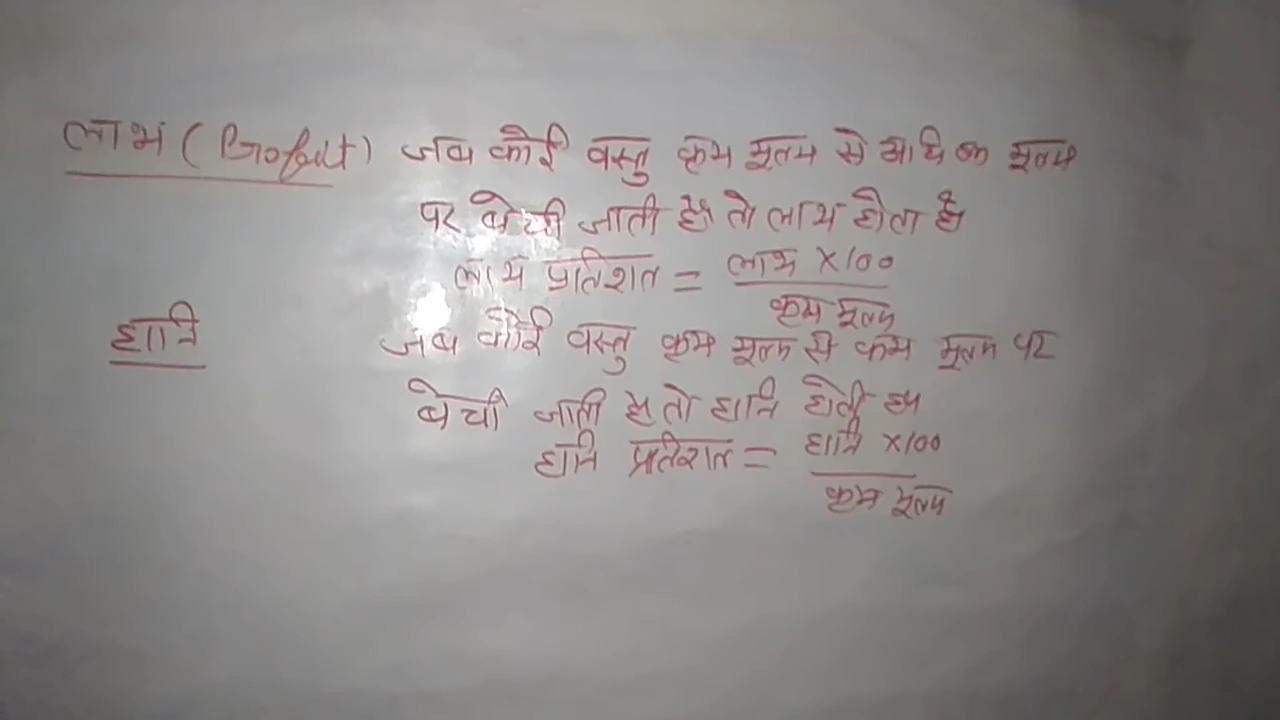 लाभ (Profit) जब कोई वस्तु क्रय मूल्य से अधिक मूल्य
पर बेची जाती है तो लाभ होता है
लाभ प्रतिशत = लाभ ×100
क्रय मूल्य
हानि जब कोई वस्तु क्रय मूल्य से कम मूल्य पर
बेची जाती है तो हानि होती है
हानि प्रतिशत = हानि ×100
क्रय मूल्य